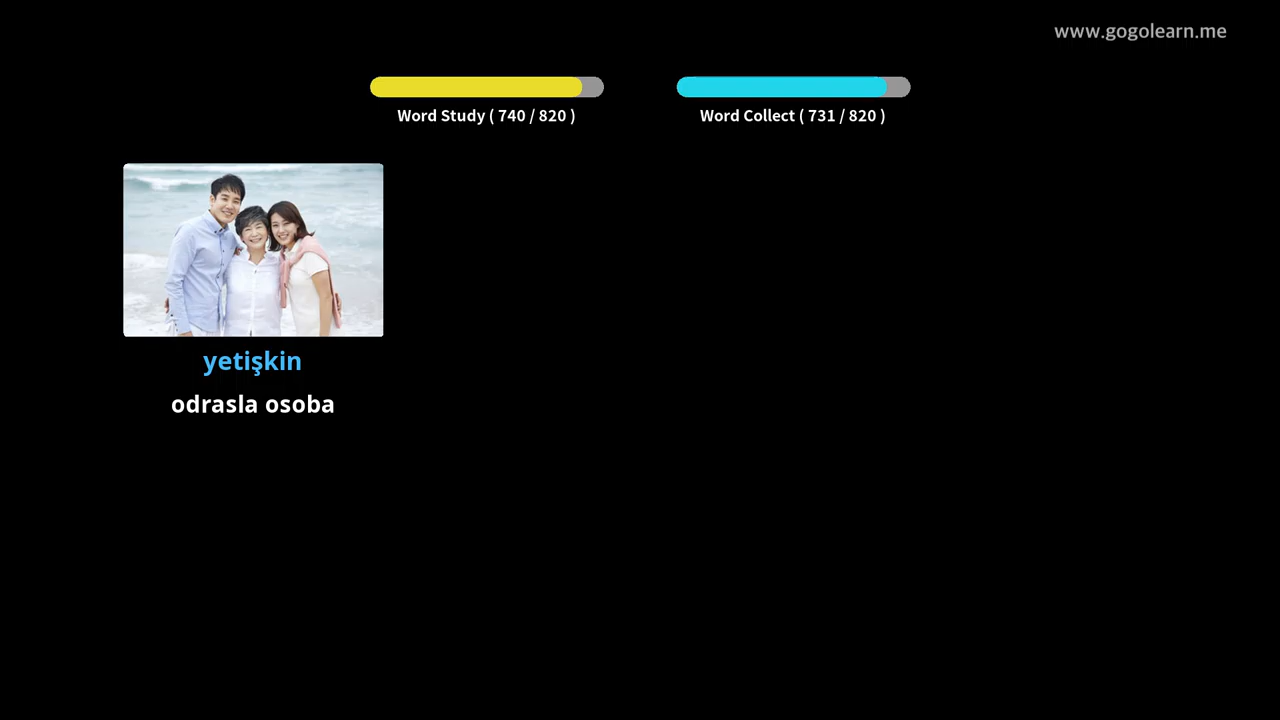 www.gogolearn.me
Word Study ( 740 / 820 )
Word Collect ( 731 / 820 )
yetişkin
odrasla osoba